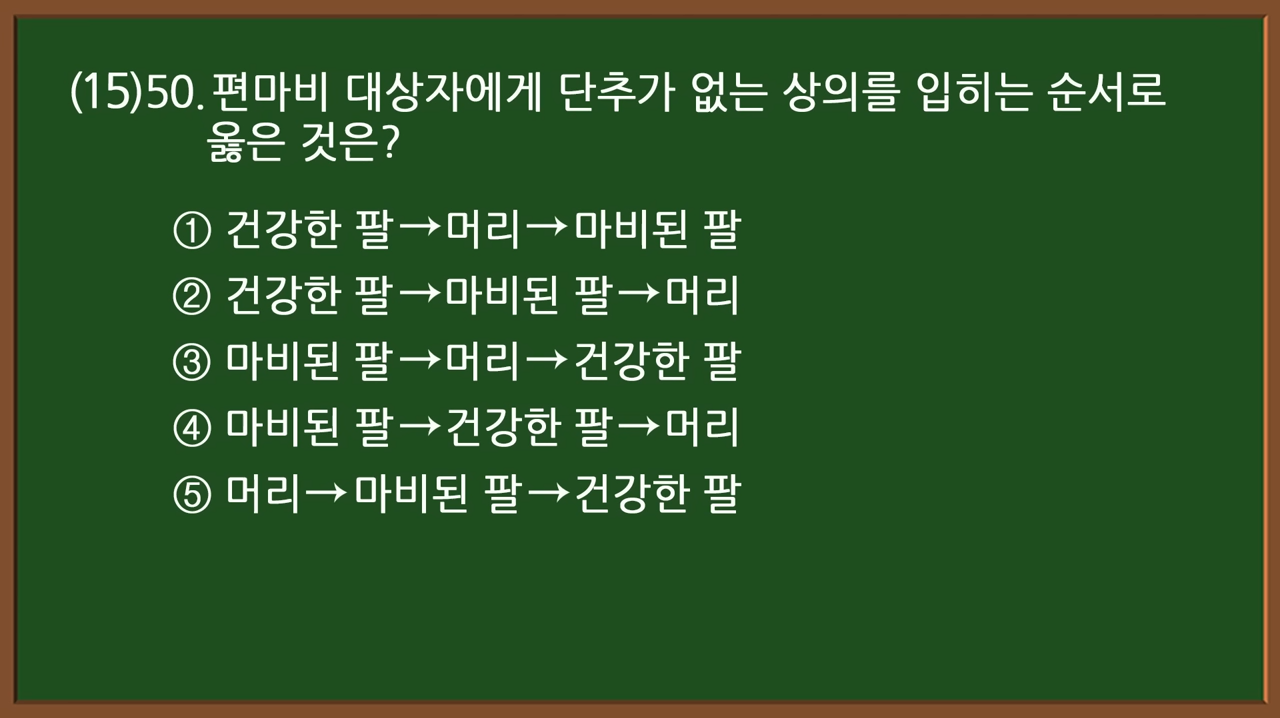 (15)50. 편마비 대상자에게 단추가 없는 상의를 입히는 순서로
옳은 것은?
① 건강한 팔→머리→마비된 팔
② 건강한 팔→마비된 팔→머리
③ 마비된 팔→머리→건강한 팔
④ 마비된 팔→건강한 팔→머리
⑤ 머리→마비된 팔→건강한 팔